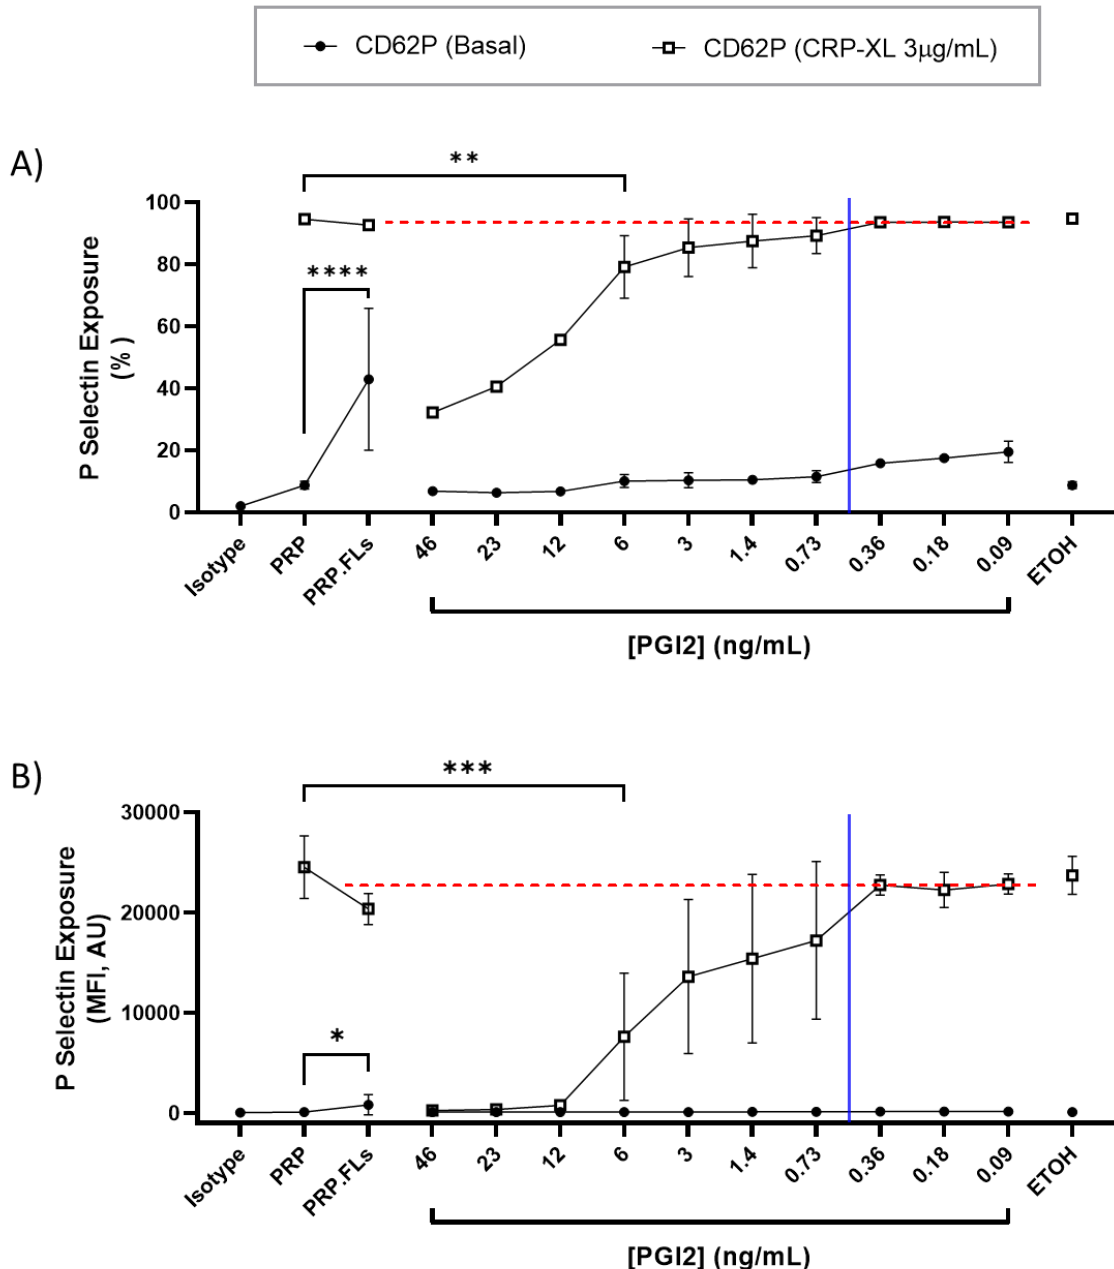 CD62P (Basal)
CD62P (CRP-XL 3µg/mL)
A)
**
****
100
80
60
40
20
0
P Selectin Exposure
(% )
Isotype
PRP
PRP.FLs
46
23
12
6
3
1.4
0.73
0.36
0.18
0.09
ETOH
[PGI2] (ng/mL)
B)
***
*
30000
20000
10000
0
P Selectin Exposure
(MFI, AU)
Isotype
PRP
PRP.FLs
46
23
12
6
3
1.4
0.73
0.36
0.18
0.09
ETOH
[PGI2] (ng/mL)